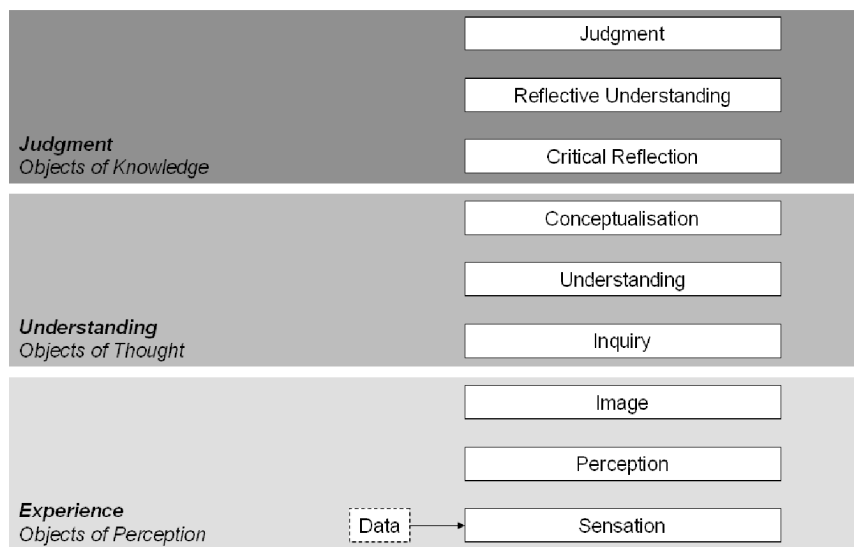 Judgment
Reflective Understanding
Judgment
Objects of Knowledge
Critical Reflection
Conceptualisation
Understanding
Understanding
Objects of Thought
Inquiry
Image
Perception
Experience
Objects of Perception
Data
Sensation